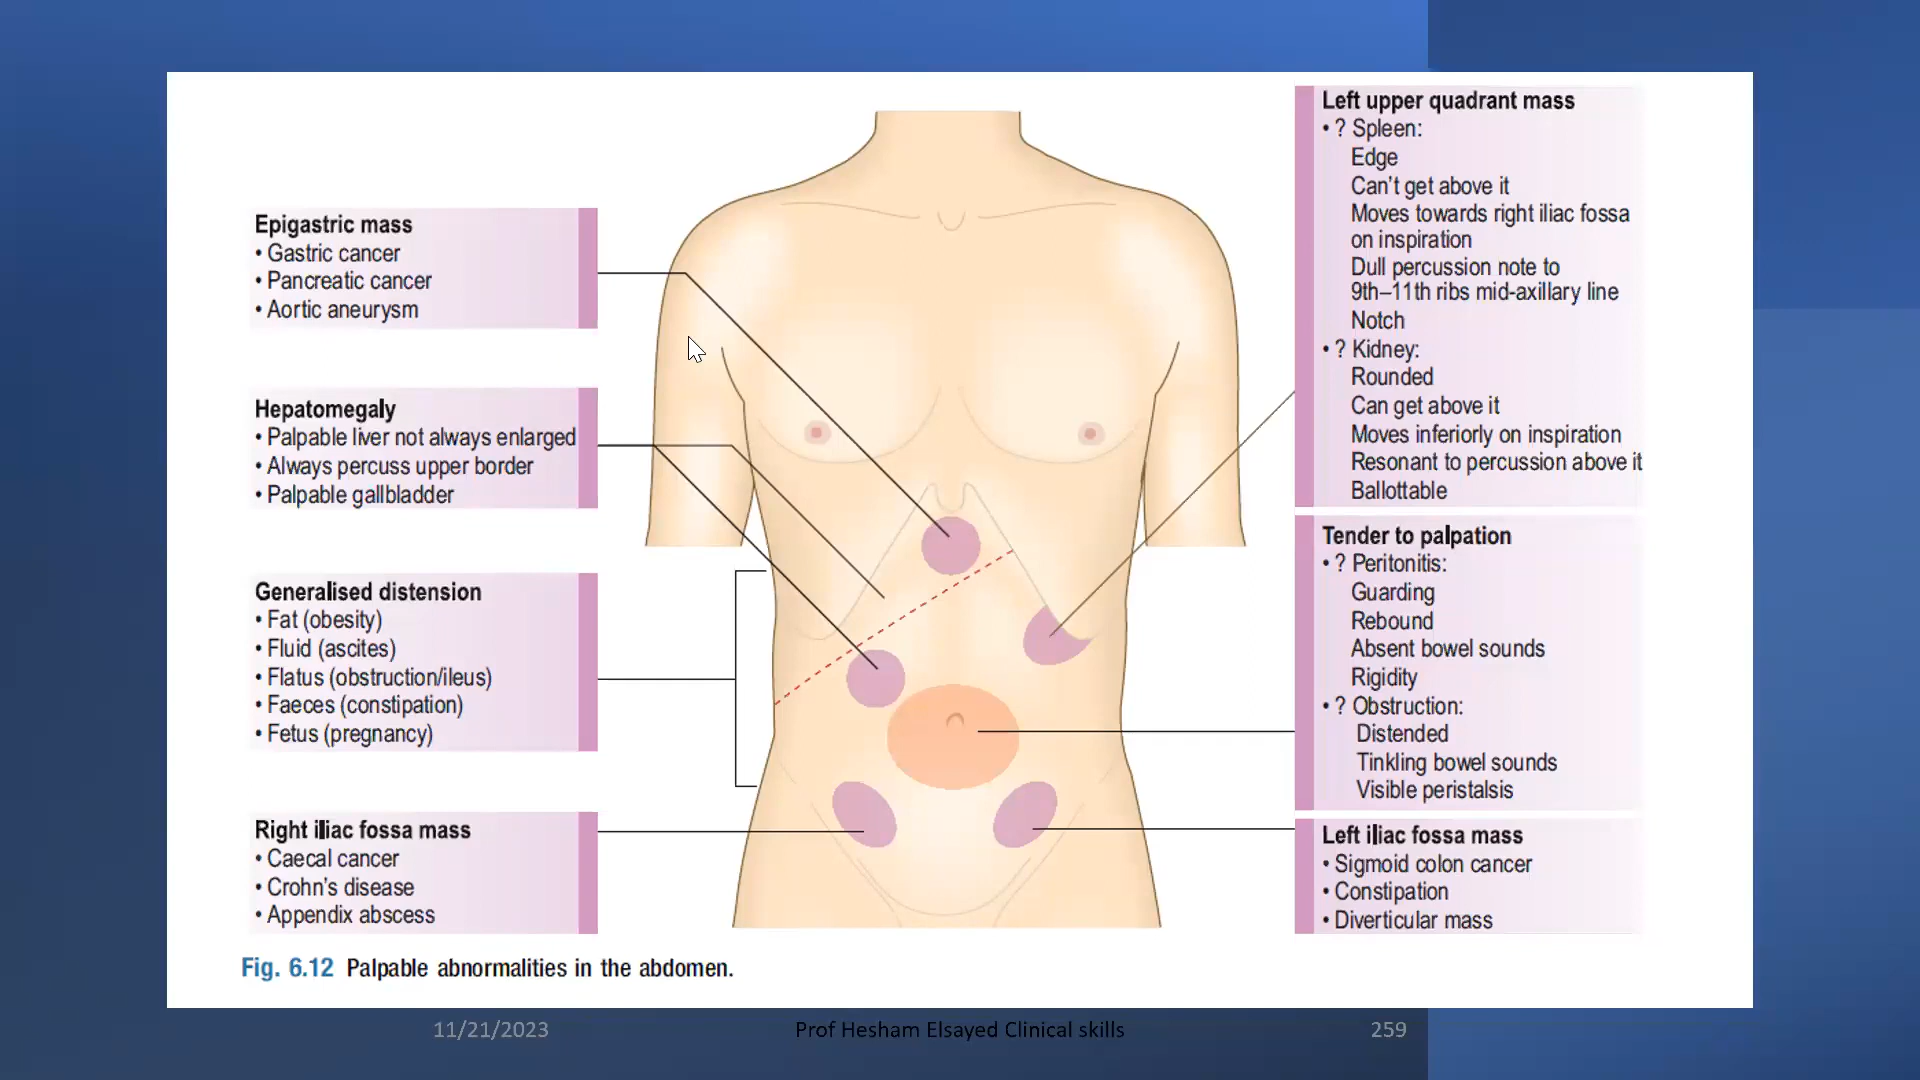 Epigastric mass
• Gastric cancer
• Pancreatic cancer
• Aortic aneurysm
Hepatomegaly
• Palpable liver not always enlarged
• Always percuss upper border
• Palpable gallbladder
Generalised distension
• Fat (obesity)
• Fluid (ascites)
• Flatus (obstruction/ileus)
• Faeces (constipation)
• Fetus (pregnancy)
Right iliac fossa mass
• Caecal cancer
• Crohn's disease
• Appendix abscess
Left upper quadrant mass
• ? Spleen:
Edge
Can't get above it
Moves towards right iliac fossa
on inspiration
Dull percussion note to
9th–11th ribs mid-axillary line
Notch
• ? Kidney:
Rounded
Can get above it
Moves inferiorly on inspiration
Resonant to percussion above it
Ballottable
Tender to palpation
• ? Peritonitis:
Guarding
Rebound
Absent bowel sounds
Rigidity
• ? Obstruction:
Distended
Tinkling bowel sounds
Visible peristalsis
Left iliac fossa mass
• Sigmoid colon cancer
• Constipation
• Diverticular mass
Fig. 6.12 Palpable abnormalities in the abdomen.
11/21/2023
Prof Hesham Elsayed Clinical skills
259